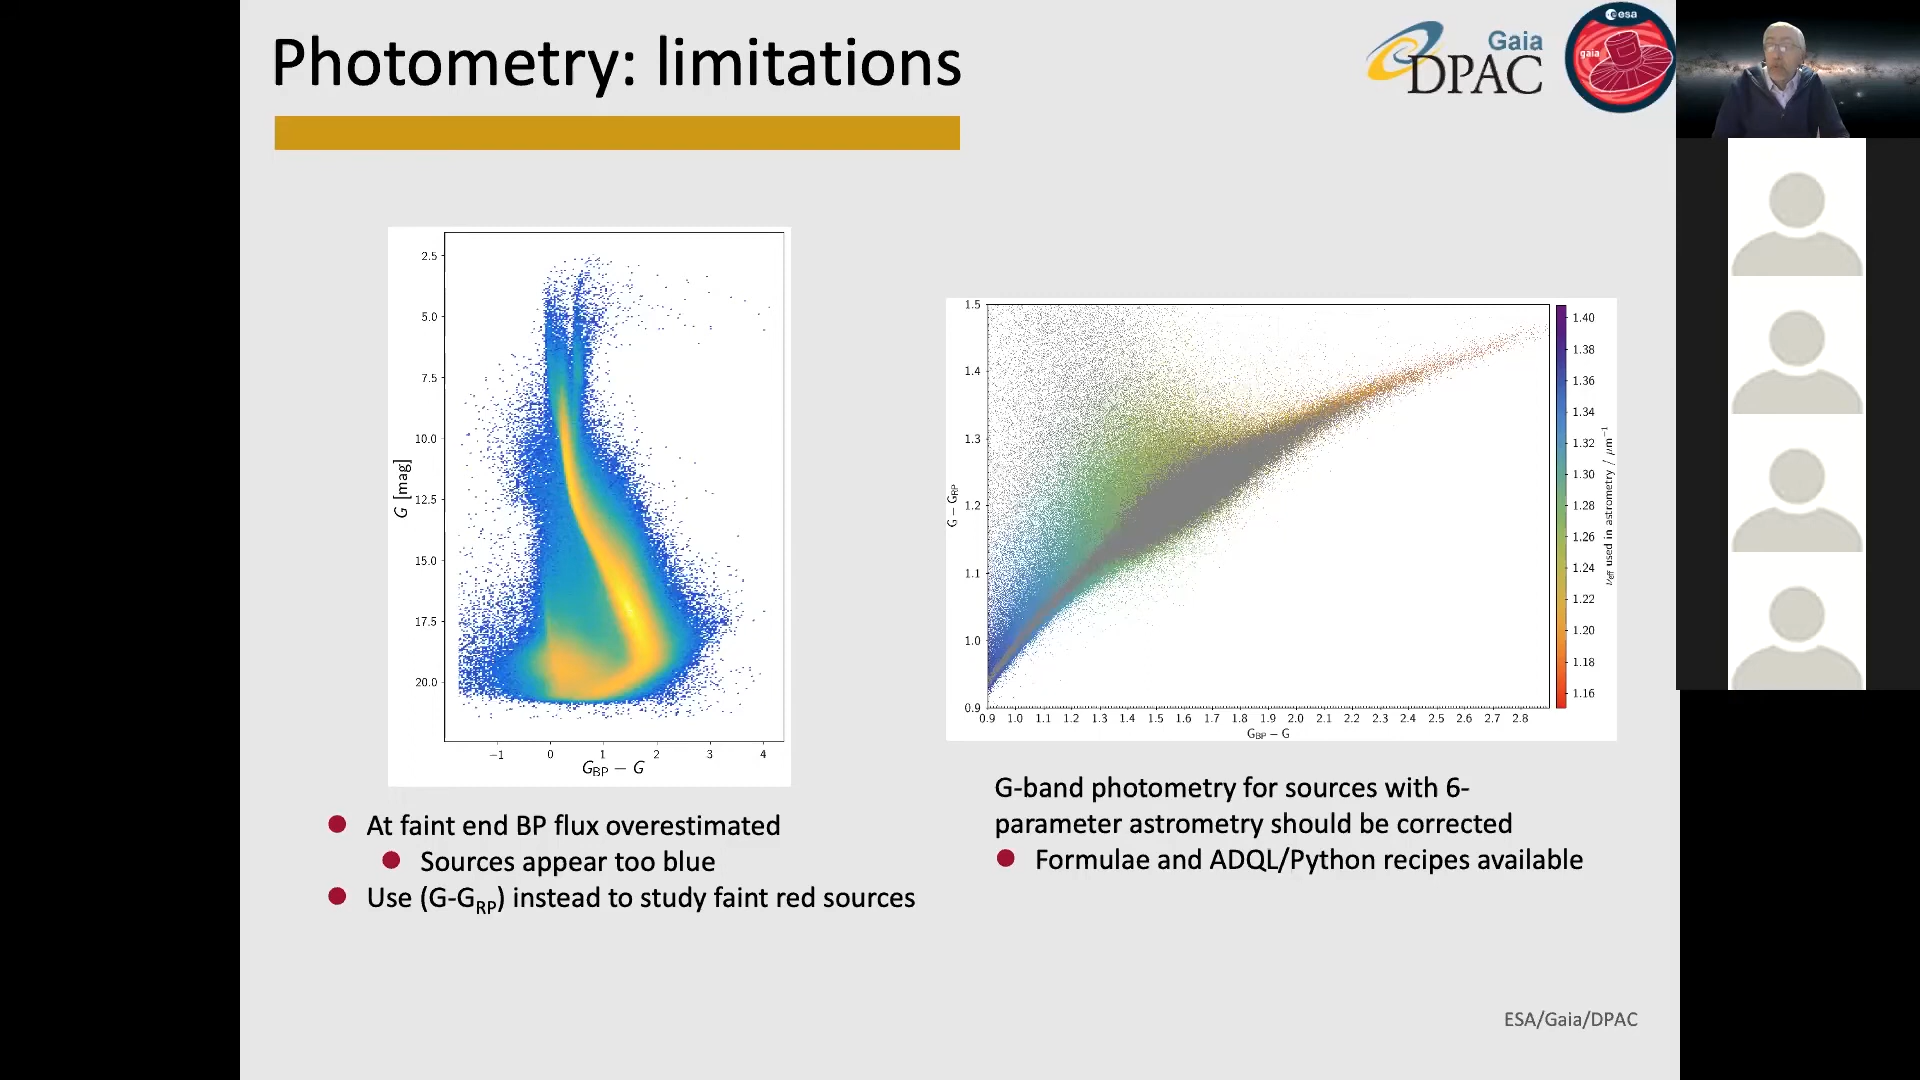 Photometry: limitations
Gaia
DPAC
esa
gaia
2.5
5.0
7.5
10.0
12.5
15.0
17.5
20.0
G [mag]
−1
0
1
2
3
4
G_BP − G
1.5
1.4
1.3
1.2
1.1
1.0
0.9
G − G_RP
0.9 1.0 1.1 1.2 1.3 1.4 1.5 1.6 1.7 1.8 1.9 2.0 2.1 2.2 2.3 2.4 2.5 2.6 2.7 2.8
G_BP − G
1.40
1.38
1.36
1.34
1.32
1.30
1.28
1.26
1.24
1.22
1.20
1.18
1.16
ν_eff used in astrometry / μm⁻¹
At faint end BP flux overestimated
Sources appear too blue
Use (G-G_RP) instead to study faint red sources
G-band photometry for sources with 6-
parameter astrometry should be corrected
Formulae and ADQL/Python recipes available
ESA/Gaia/DPAC